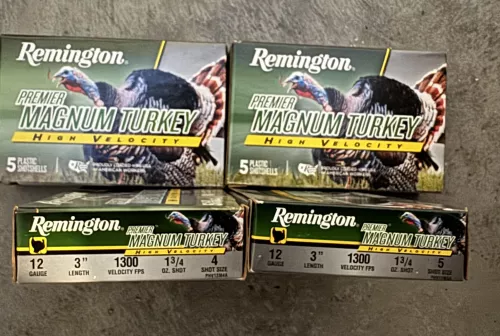 Remington
PREMIER
MAGNUM TURKEY
HIGH VELOCITY
5 PLASTIC
SHOTSHELLS
Remington
PREMIER
MAGNUM TURKEY
HIGH VELOCITY
5 PLASTIC
SHOTSHELLS
Remington
PREMIER
MAGNUM TURKEY
HIGH VELOCITY
12 3" 1300 1 3/4 4
GAUGE LENGTH VELOCITY FPS OZ. SHOT SHOT SIZE
Remington
PREMIER
MAGNUM TURKEY
HIGH VELOCITY
12 3" 1300 1 3/4 5
GAUGE LENGTH VELOCITY FPS OZ. SHOT SHOT SIZE